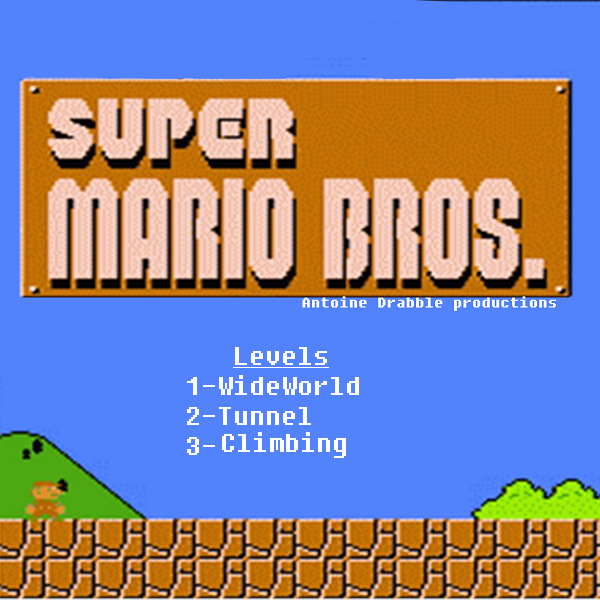 SUPER
MARIO BROS.
Antoine Drabble productions
Levels
1-WideWorld
2-Tunnel
3-Climbing